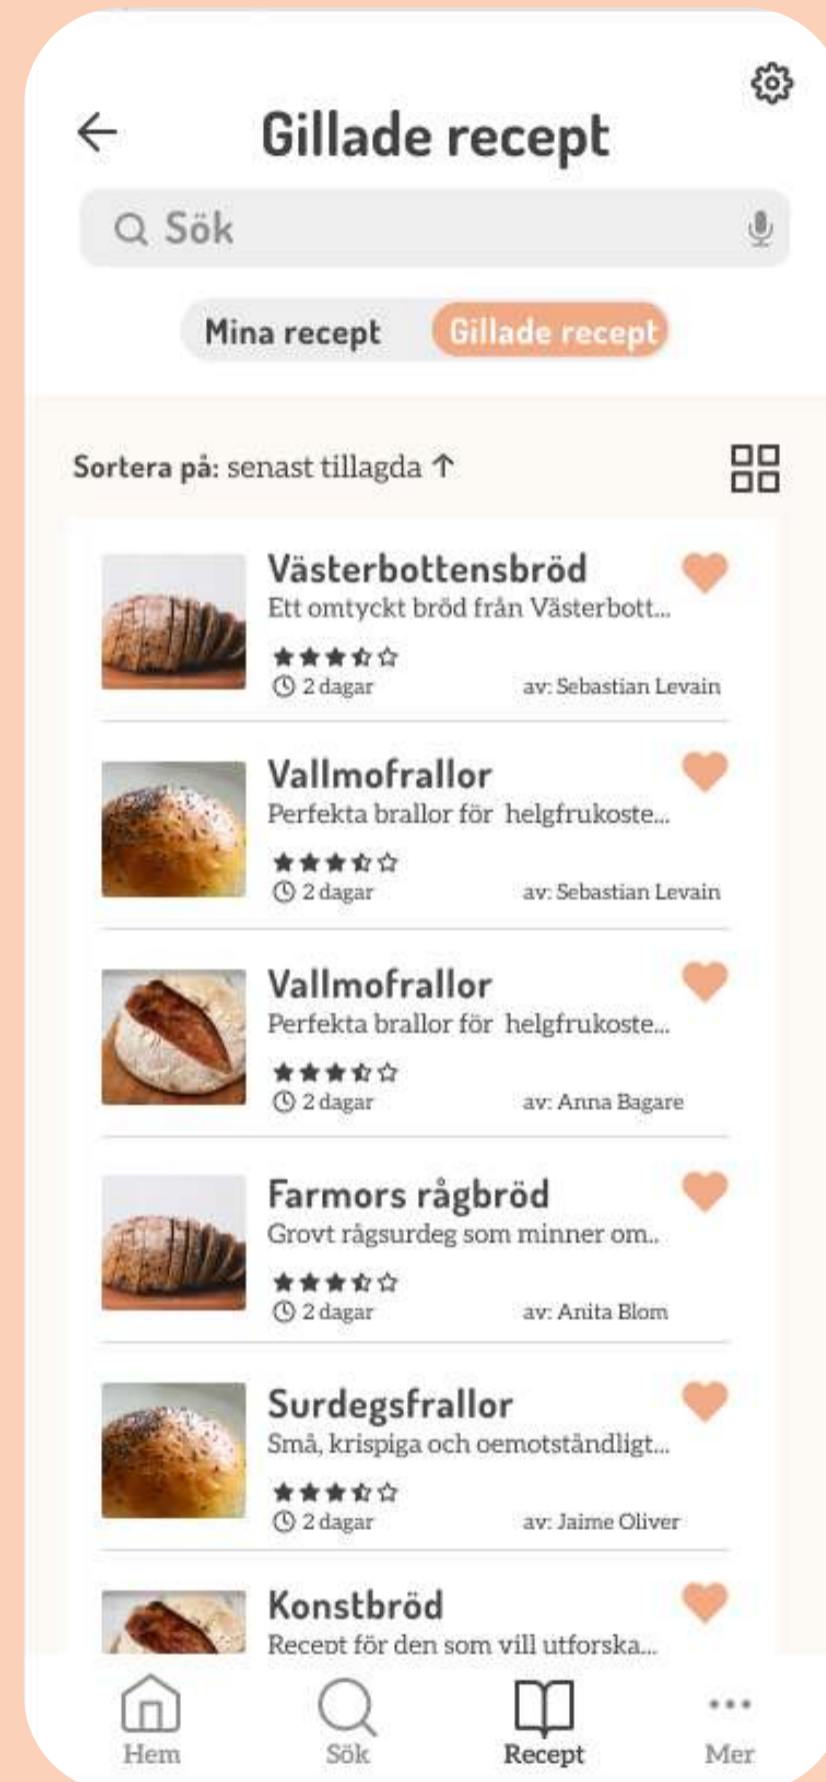 Gillade recept
Sök
Mina recept Gillade recept
Sortera på: senast tillagda ↑
Västerbottensbröd
Ett omtyckt bröd från Västerbott...
2 dagar av: Sebastian Levain
Vallmofrallor
Perfekta brallor för helgfrukoste...
2 dagar av: Sebastian Levain
Vallmofrallor
Perfekta brallor för helgfrukoste...
2 dagar av: Anna Bagare
Farmors rågbröd
Grovt rågsurdeg som minner om..
2 dagar av: Anita Blom
Surdegsfrallor
Små, krispiga och oemotståndligt...
2 dagar av: Jaime Oliver
Konstbröd
Recept för den som vill utforska...
Hem Sök Recept Mer